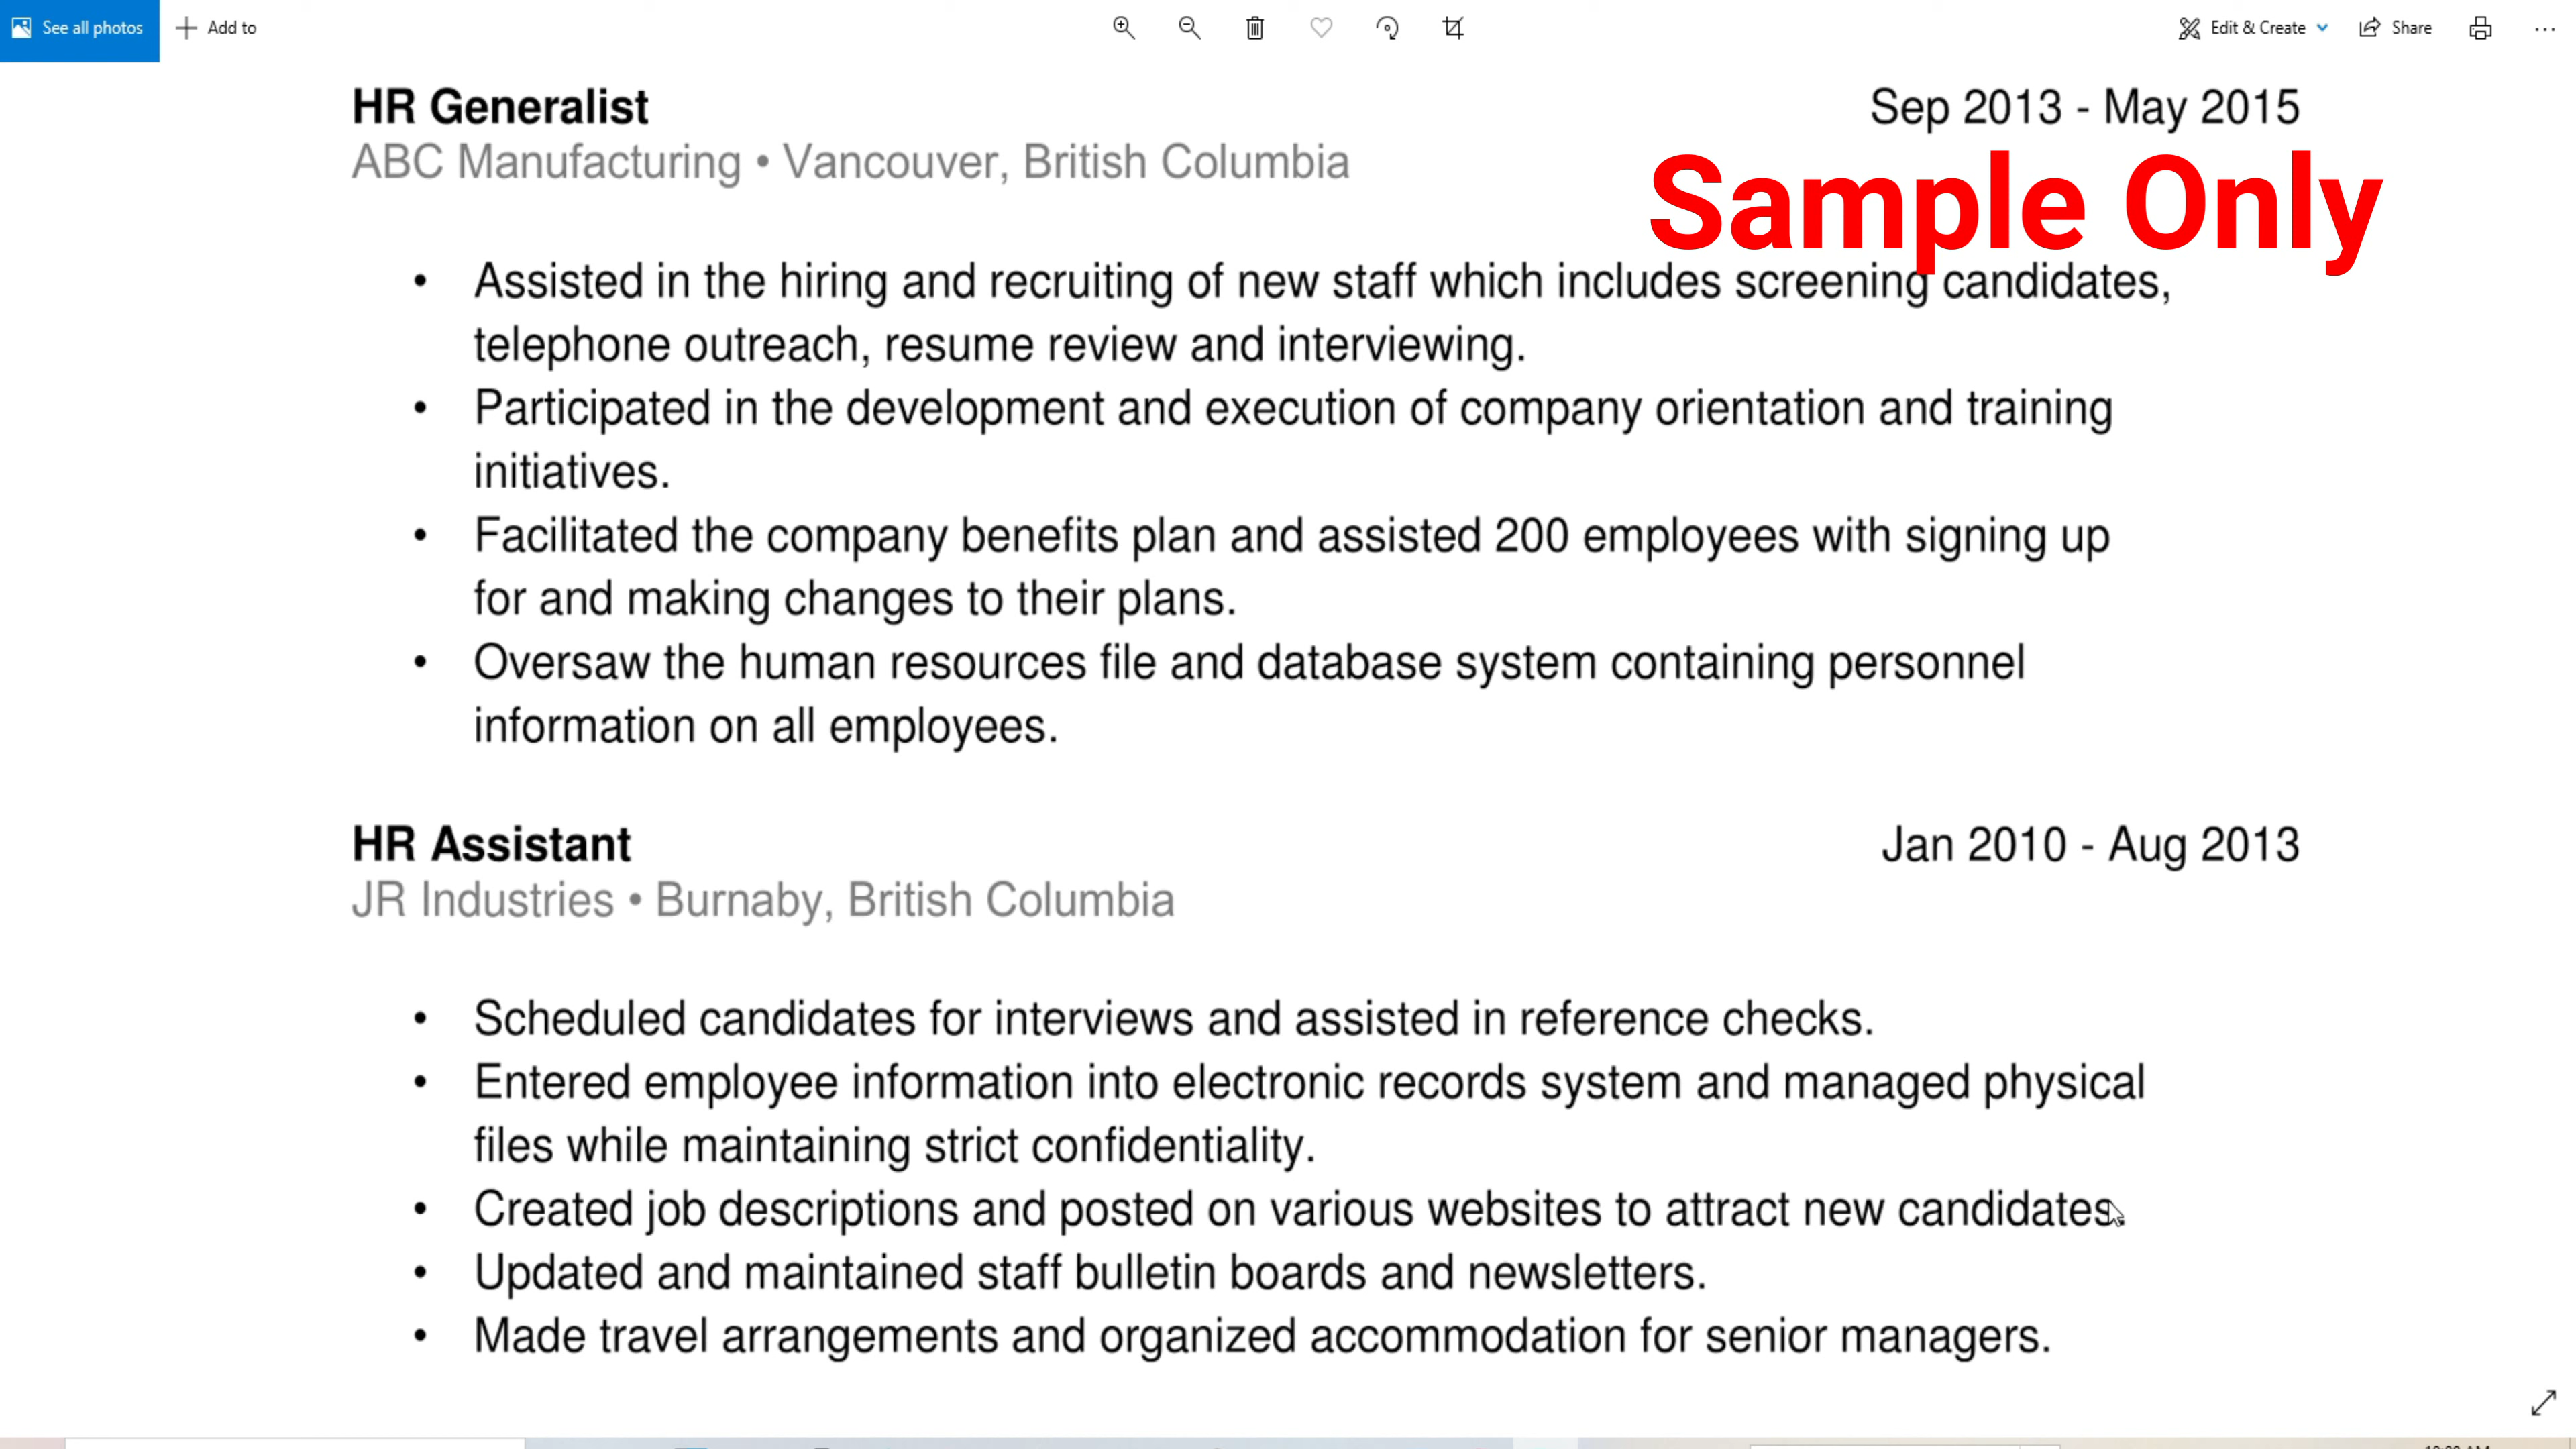 See all photos
Add to
Edit & Create
Share
HR Generalist
Sep 2013 - May 2015
ABC Manufacturing • Vancouver, British Columbia
Sample Only
• Assisted in the hiring and recruiting of new staff which includes screening candidates,
telephone outreach, resume review and interviewing.
• Participated in the development and execution of company orientation and training
initiatives.
• Facilitated the company benefits plan and assisted 200 employees with signing up
for and making changes to their plans.
• Oversaw the human resources file and database system containing personnel
information on all employees.
HR Assistant
Jan 2010 - Aug 2013
JR Industries • Burnaby, British Columbia
• Scheduled candidates for interviews and assisted in reference checks.
• Entered employee information into electronic records system and managed physical
files while maintaining strict confidentiality.
• Created job descriptions and posted on various websites to attract new candidates.
• Updated and maintained staff bulletin boards and newsletters.
• Made travel arrangements and organized accommodation for senior managers.